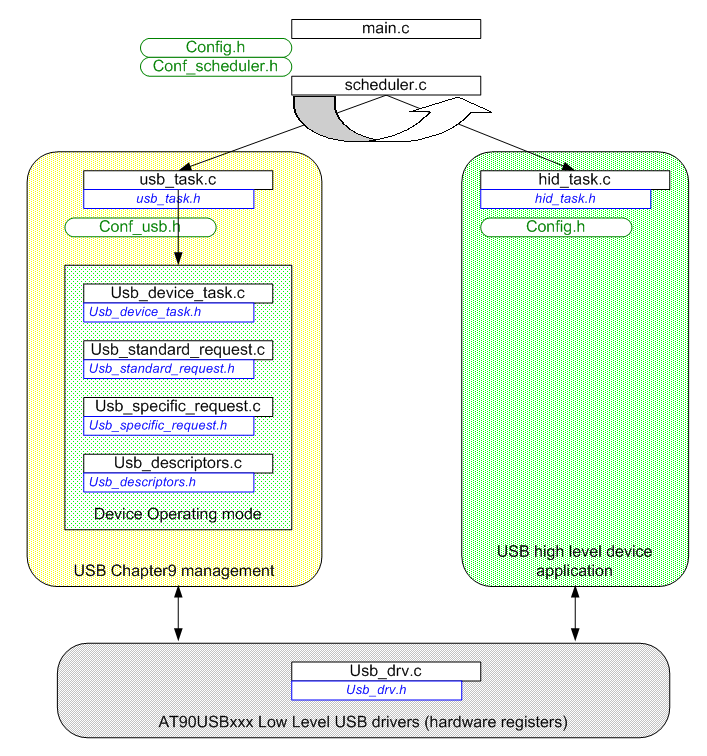 main.c
Config.h
Conf_scheduler.h
scheduler.c
usb_task.c
usb_task.h
Conf_usb.h
Usb_device_task.c
Usb_device_task.h
Usb_standard_request.c
Usb_standard_request.h
Usb_specific_request.c
Usb_specific_request.h
Usb_descriptors.c
Usb_descriptors.h
Device Operating mode
USB Chapter9 management
hid_task.c
hid_task.h
Config.h
USB high level device
application
Usb_drv.c
Usb_drv.h
AT90USBxxx Low Level USB drivers (hardware registers)